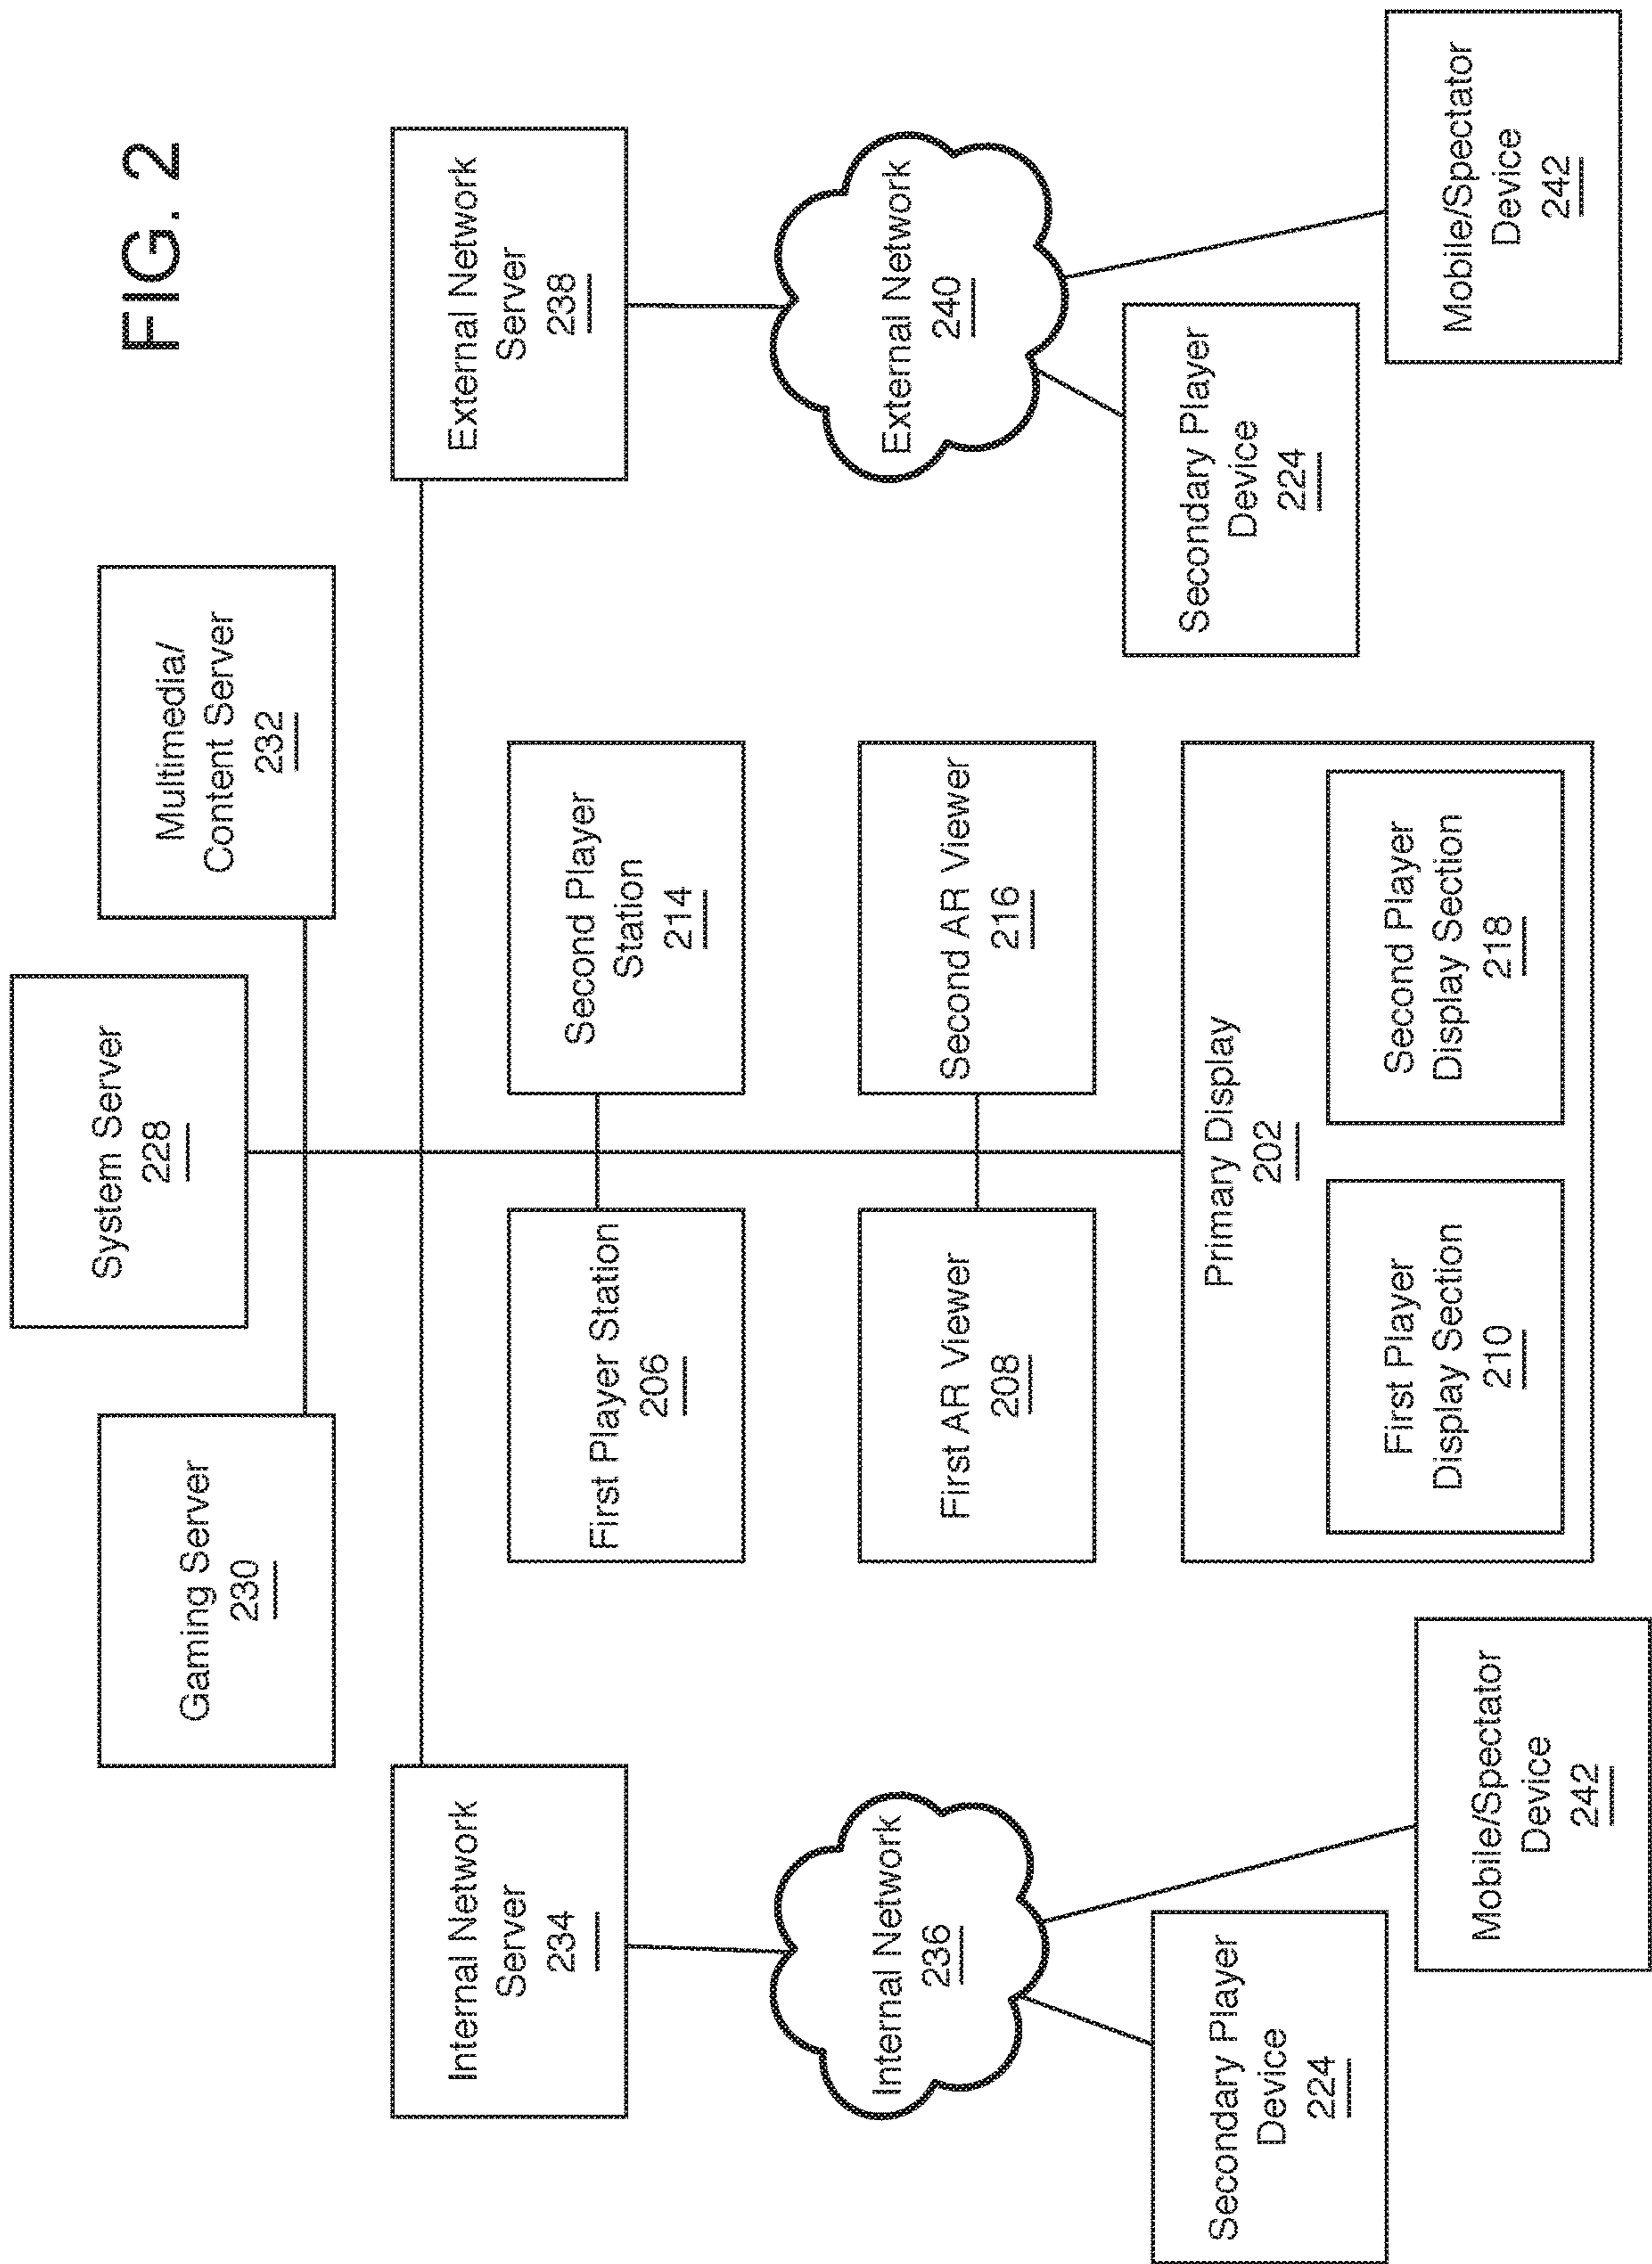 FIG. 2
System Server
228
Gaming Server
230
Multimedia/
Content Server
232
Internal Network
Server
234
External Network
Server
238
First Player Station
206
Second Player
Station
214
Internal Network
236
First AR Viewer
208
Second AR Viewer
216
External Network
240
Secondary Player
Device
224
Mobile/Spectator
Device
242
Primary Display
202
First Player
Display Section
210
Second Player
Display Section
218
Secondary Player
Device
224
Mobile/Spectator
Device
242